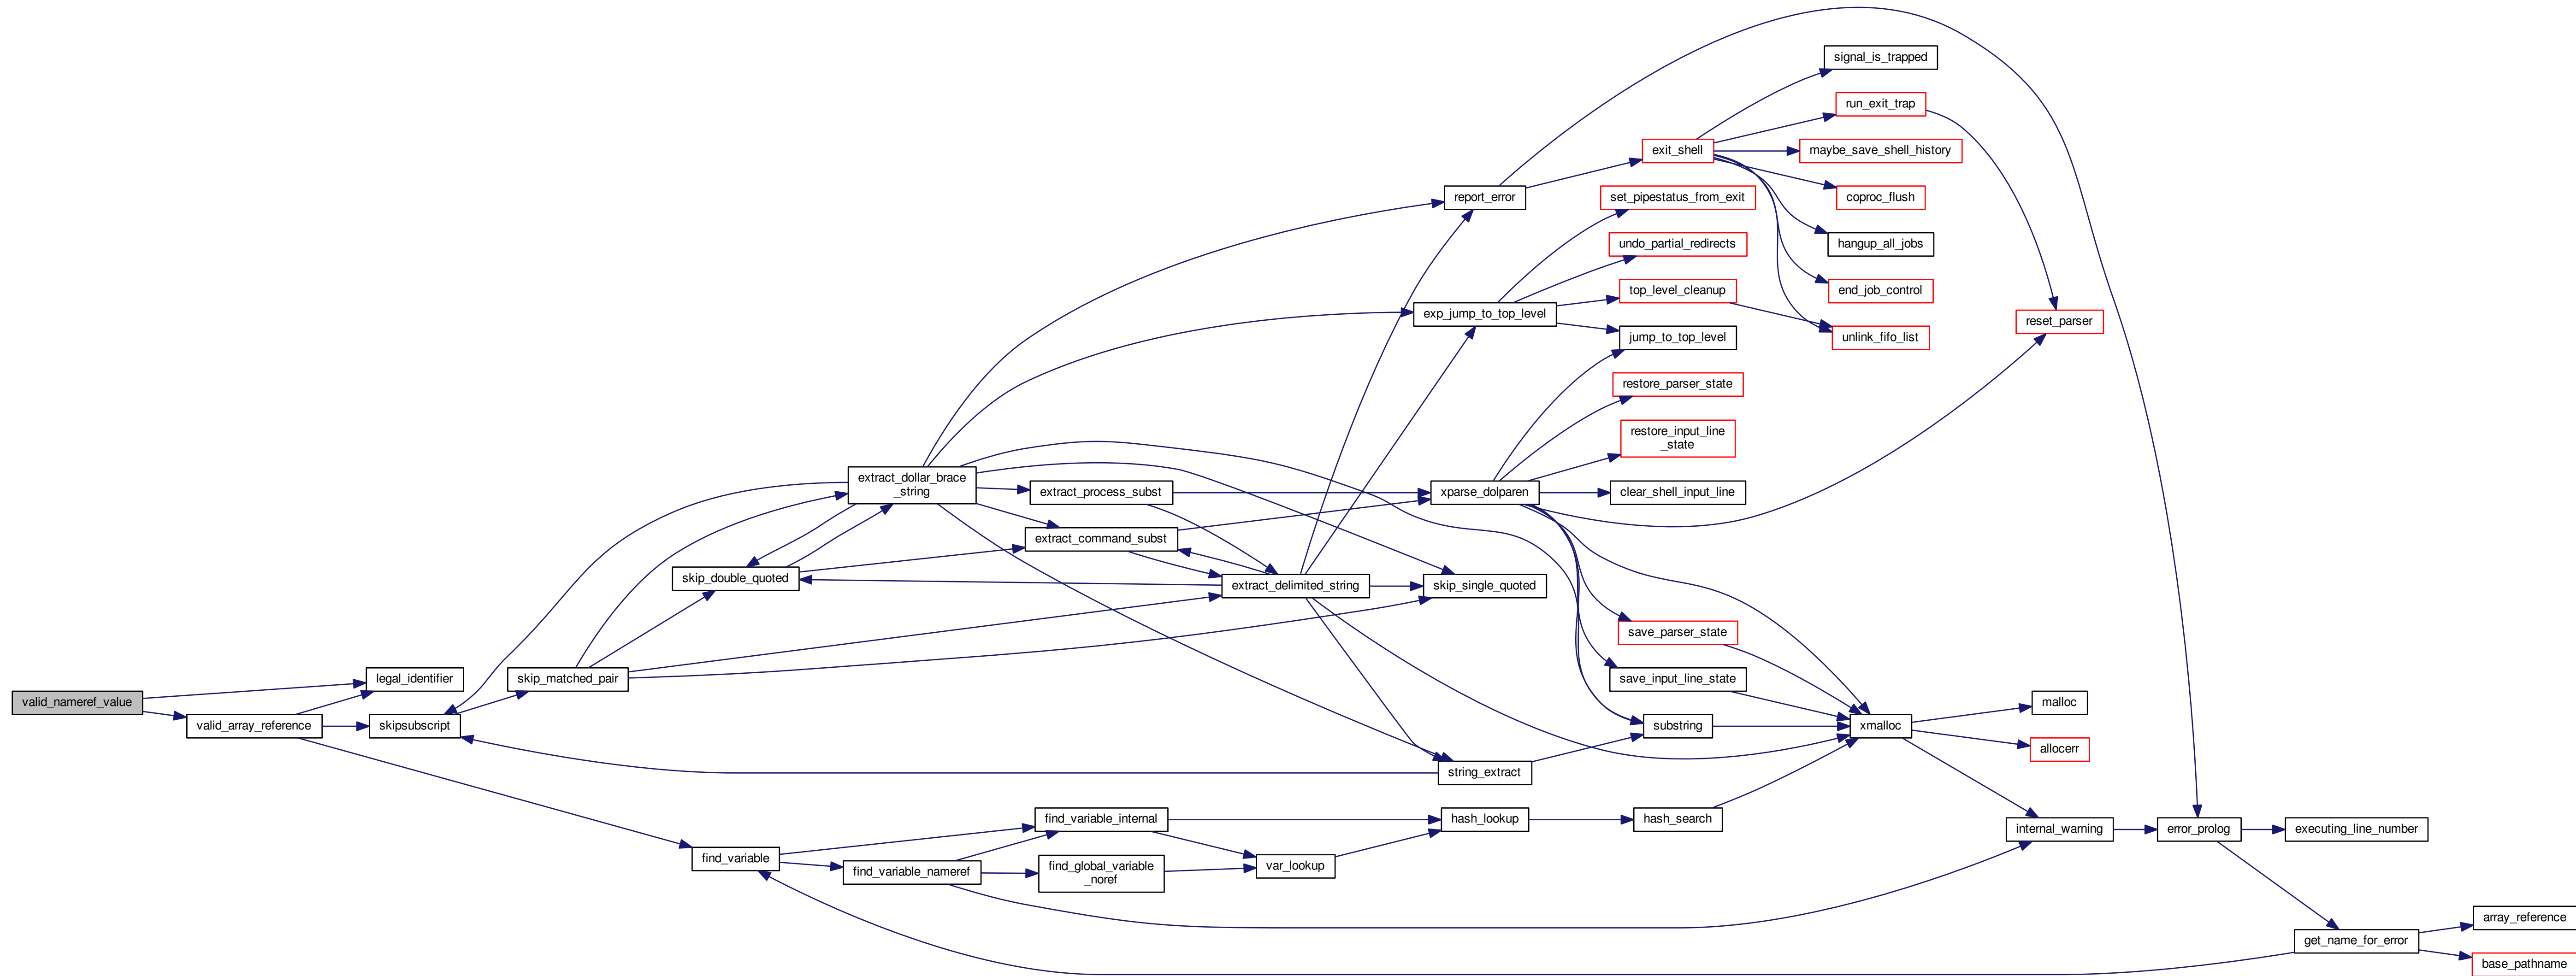 signal_is_trapped
run_exit_trap
exit_shell
maybe_save_shell_history
report_error
set_pipestatus_from_exit
coproc_flush
undo_partial_redirects
hangup_all_jobs
top_level_cleanup
end_job_control
exp_jump_to_top_level
reset_parser
jump_to_top_level
unlink_fifo_list
restore_parser_state
restore_input_line
_state
extract_dollar_brace
_string
extract_process_subst
xparse_dolparen
clear_shell_input_line
extract_command_subst
skip_double_quoted
extract_delimited_string
skip_single_quoted
save_parser_state
legal_identifier
skip_matched_pair
save_input_line_state
valid_nameref_value
malloc
valid_array_reference
skipsubscript
substring
xmalloc
allocerr
string_extract
find_variable_internal
hash_lookup
hash_search
internal_warning
error_prolog
executing_line_number
find_variable
find_variable_nameref
find_global_variable
_noref
var_lookup
array_reference
get_name_for_error
base_pathname